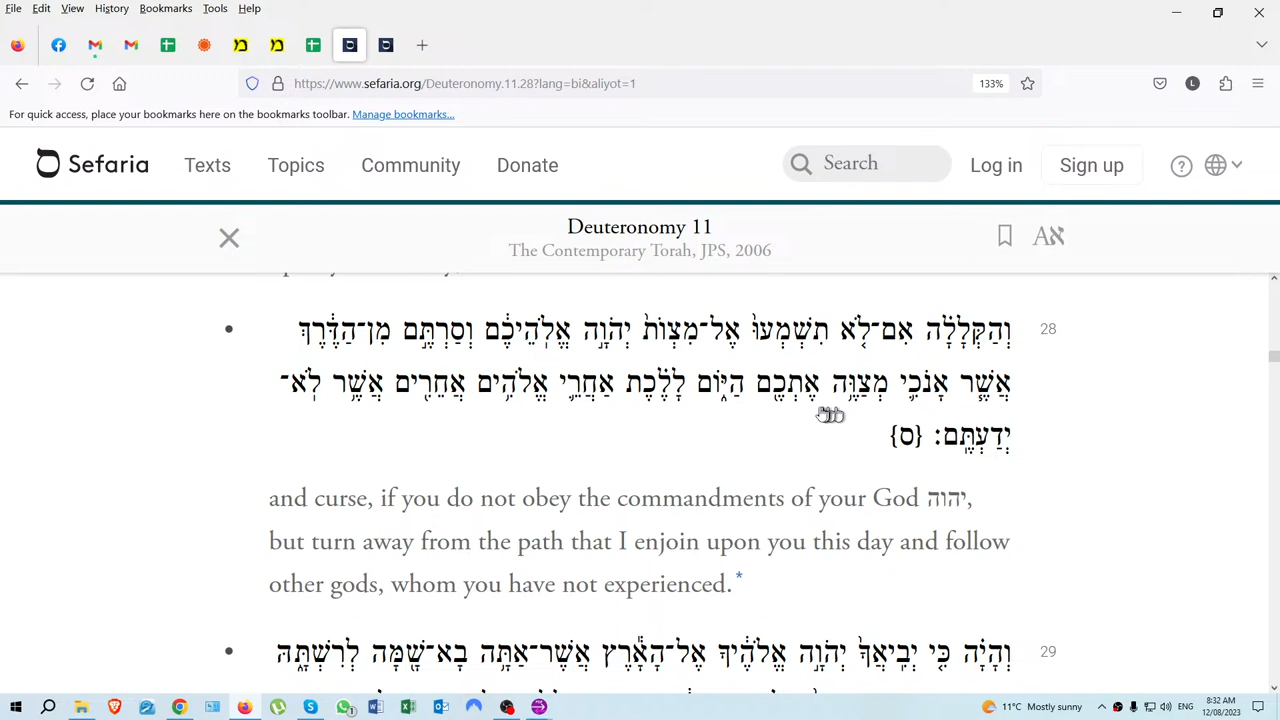 File Edit View History Bookmarks Tools Help
https://www.sefaria.org/Deuteronomy.11.28?lang=bi&aliyot=1
133%
L
For quick access, place your bookmarks here on the bookmarks toolbar. Manage bookmarks...
Sefaria Texts Topics Community Donate Search Log in Sign up
Deuteronomy 11
The Contemporary Torah, JPS, 2006
Aא
וְהַקְּלָלָ֗ה אִם־לֹ֤א תִשְׁמְעוּ֙ אֶל־מִצְוֺת֙ יְהֹוָ֣ה אֱלֹֽהֵיכֶ֔ם וְסַרְתֶּ֣ם מִן־הַדֶּ֔רֶךְ 28
אֲשֶׁ֧ר אָנֹכִ֛י מְצַוֶּ֥ה אֶתְכֶ֖ם הַיּ֑וֹם לָלֶ֗כֶת אַחֲרֵ֛י אֱלֹהִ֥ים אֲחֵרִ֖ים אֲשֶׁ֥ר לֹֽא־
יְדַעְתֶּֽם׃ {ס}
and curse, if you do not obey the commandments of your God יהוה,
but turn away from the path that I enjoin upon you this day and follow
other gods, whom you have not experienced. *
וְהָיָ֗ה כִּ֤י יְבִֽיאֲךָ֙ יְהֹוָ֣ה אֱלֹהֶ֔יךָ אֶל־הָאָ֕רֶץ אֲשֶׁר־אַתָּ֥ה בָא־שָׁ֖מָּה לְרִשְׁתָּ֑הּ 29
11°C Mostly sunny ENG 8:32 AM
12/08/2023